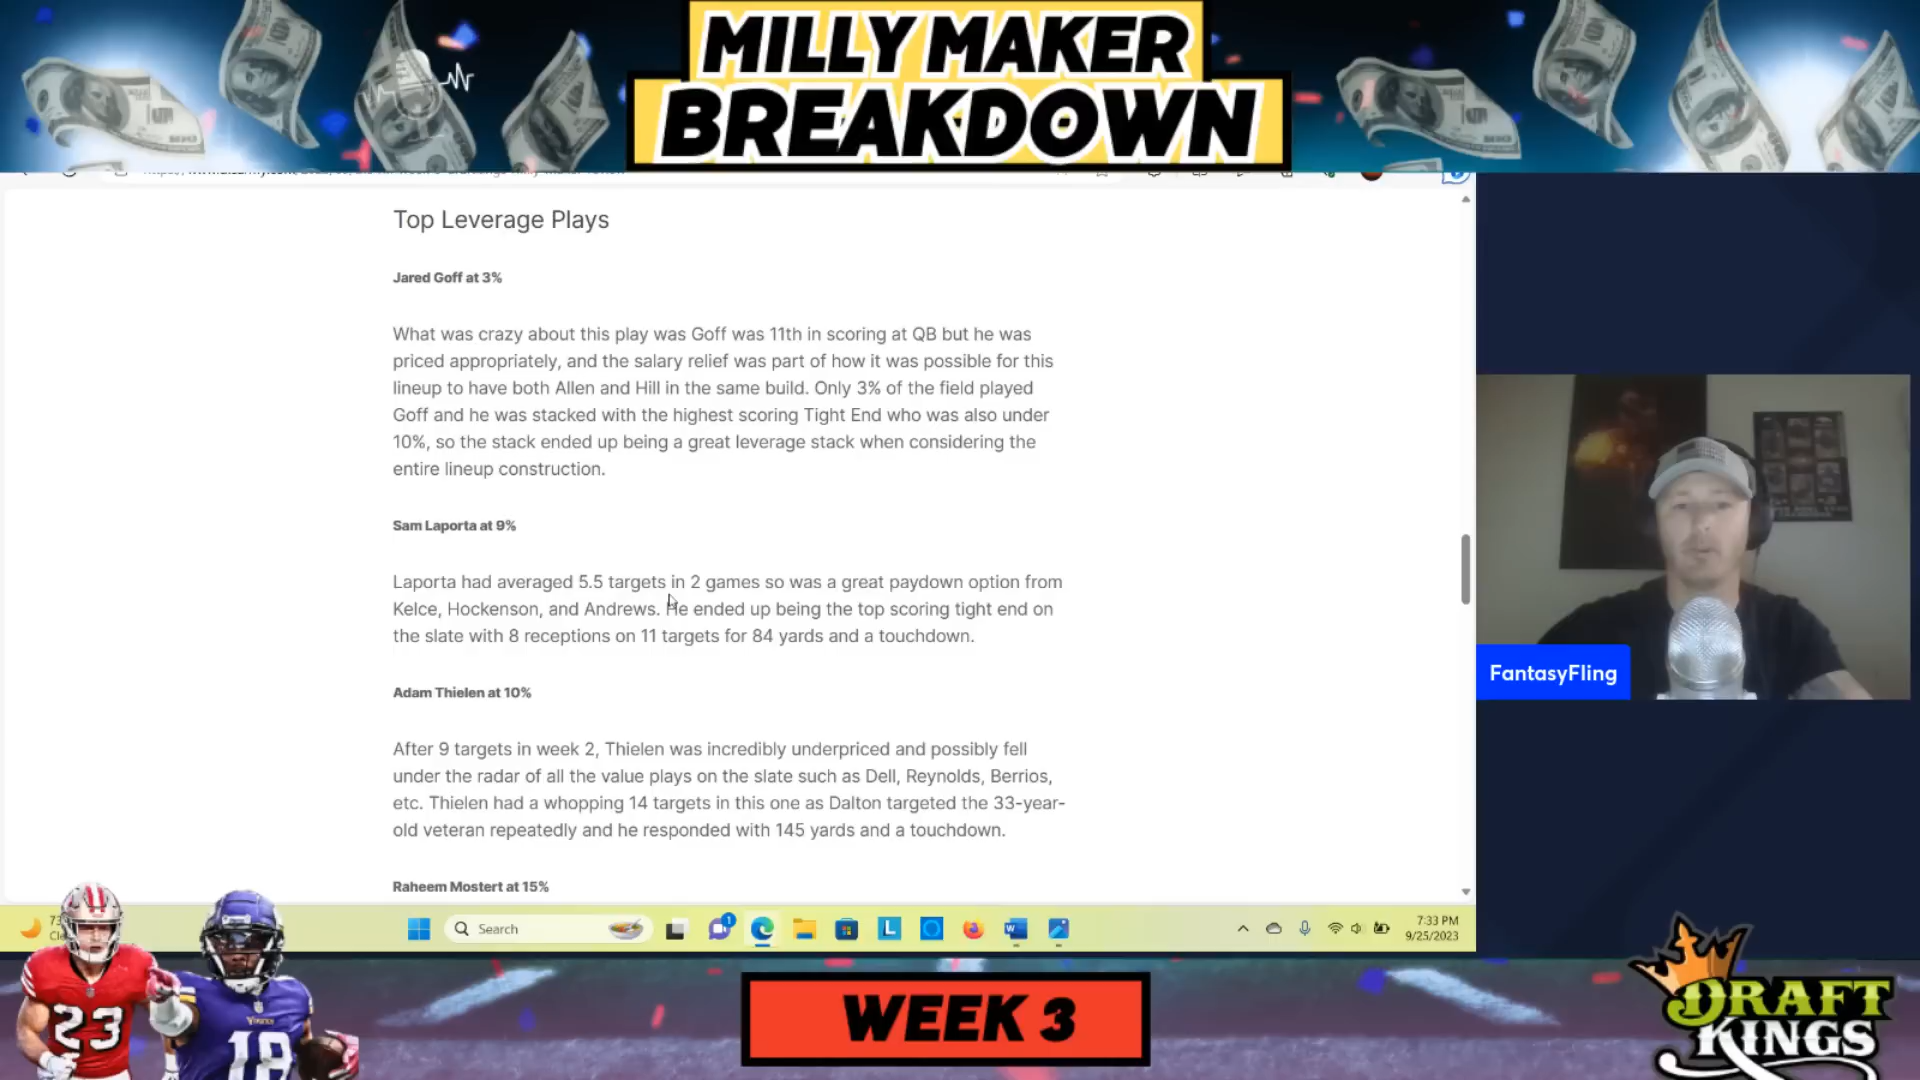 MILLY MAKER
BREAKDOWN
Top Leverage Plays
Jared Goff at 3%
What was crazy about this play was Goff was 11th in scoring at QB but he was
priced appropriately, and the salary relief was part of how it was possible for this
lineup to have both Allen and Hill in the same build. Only 3% of the field played
Goff and he was stacked with the highest scoring Tight End who was also under
10%, so the stack ended up being a great leverage stack when considering the
entire lineup construction.
Sam Laporta at 9%
Laporta had averaged 5.5 targets in 2 games so was a great paydown option from
Kelce, Hockenson, and Andrews. He ended up being the top scoring tight end on
the slate with 8 receptions on 11 targets for 84 yards and a touchdown.
Adam Thielen at 10%
After 9 targets in week 2, Thielen was incredibly underpriced and possibly fell
under the radar of all the value plays on the slate such as Dell, Reynolds, Berrios,
etc. Thielen had a whopping 14 targets in this one as Dalton targeted the 33-year-
old veteran repeatedly and he responded with 145 yards and a touchdown.
Raheem Mostert at 15%
FantasyFling
Search
1
L
W
7:33 PM
9/25/2023
23
VIKINGS
18
WEEK 3
DRAFT
KINGS